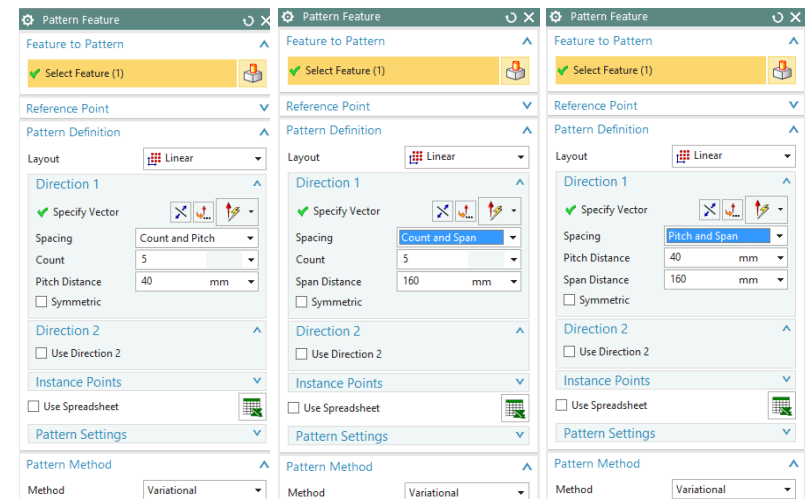 Pattern Feature
Feature to Pattern
Select Feature (1)
Reference Point
Pattern Definition
Layout Linear
Direction 1
Specify Vector
Spacing Count and Pitch
Count 5
Pitch Distance 40 mm
Symmetric
Direction 2
Use Direction 2
Instance Points
Use Spreadsheet
Pattern Settings
Pattern Method
Method Variational
Pattern Feature
Feature to Pattern
Select Feature (1)
Reference Point
Pattern Definition
Layout Linear
Direction 1
Specify Vector
Spacing Count and Span
Count 5
Span Distance 160 mm
Symmetric
Direction 2
Use Direction 2
Instance Points
Use Spreadsheet
Pattern Settings
Pattern Method
Method Variational
Pattern Feature
Feature to Pattern
Select Feature (1)
Reference Point
Pattern Definition
Layout Linear
Direction 1
Specify Vector
Spacing Pitch and Span
Pitch Distance 40 mm
Span Distance 160 mm
Symmetric
Direction 2
Use Direction 2
Instance Points
Use Spreadsheet
Pattern Settings
Pattern Method
Method Variational